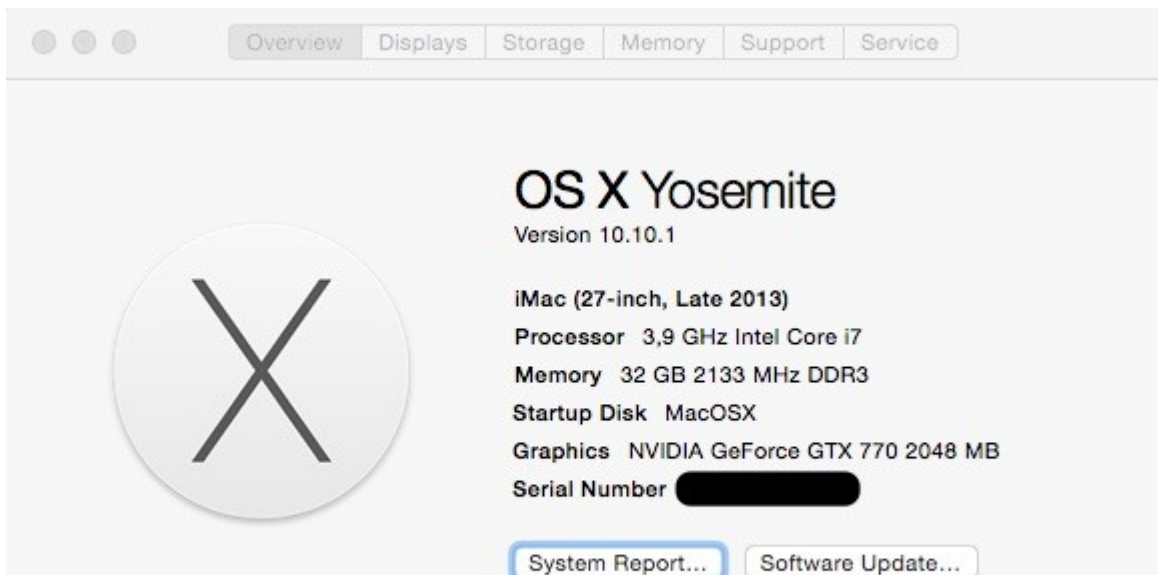 Overview Displays Storage Memory Support Service
OS X Yosemite
Version 10.10.1
iMac (27-inch, Late 2013)
Processor 3,9 GHz Intel Core i7
Memory 32 GB 2133 MHz DDR3
Startup Disk MacOSX
Graphics NVIDIA GeForce GTX 770 2048 MB
Serial Number
System Report... Software Update...